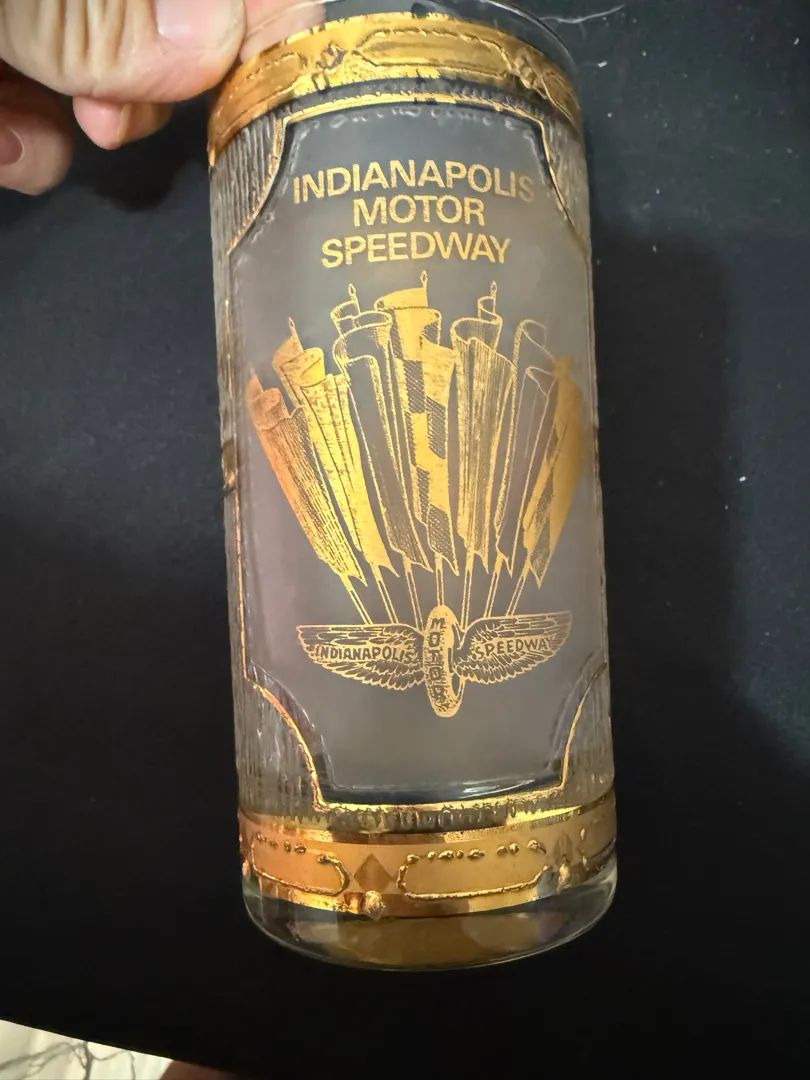 INDIANAPOLIS
MOTOR
SPEEDWAY
INDIANAPOLIS MOTOR SPEEDWAY